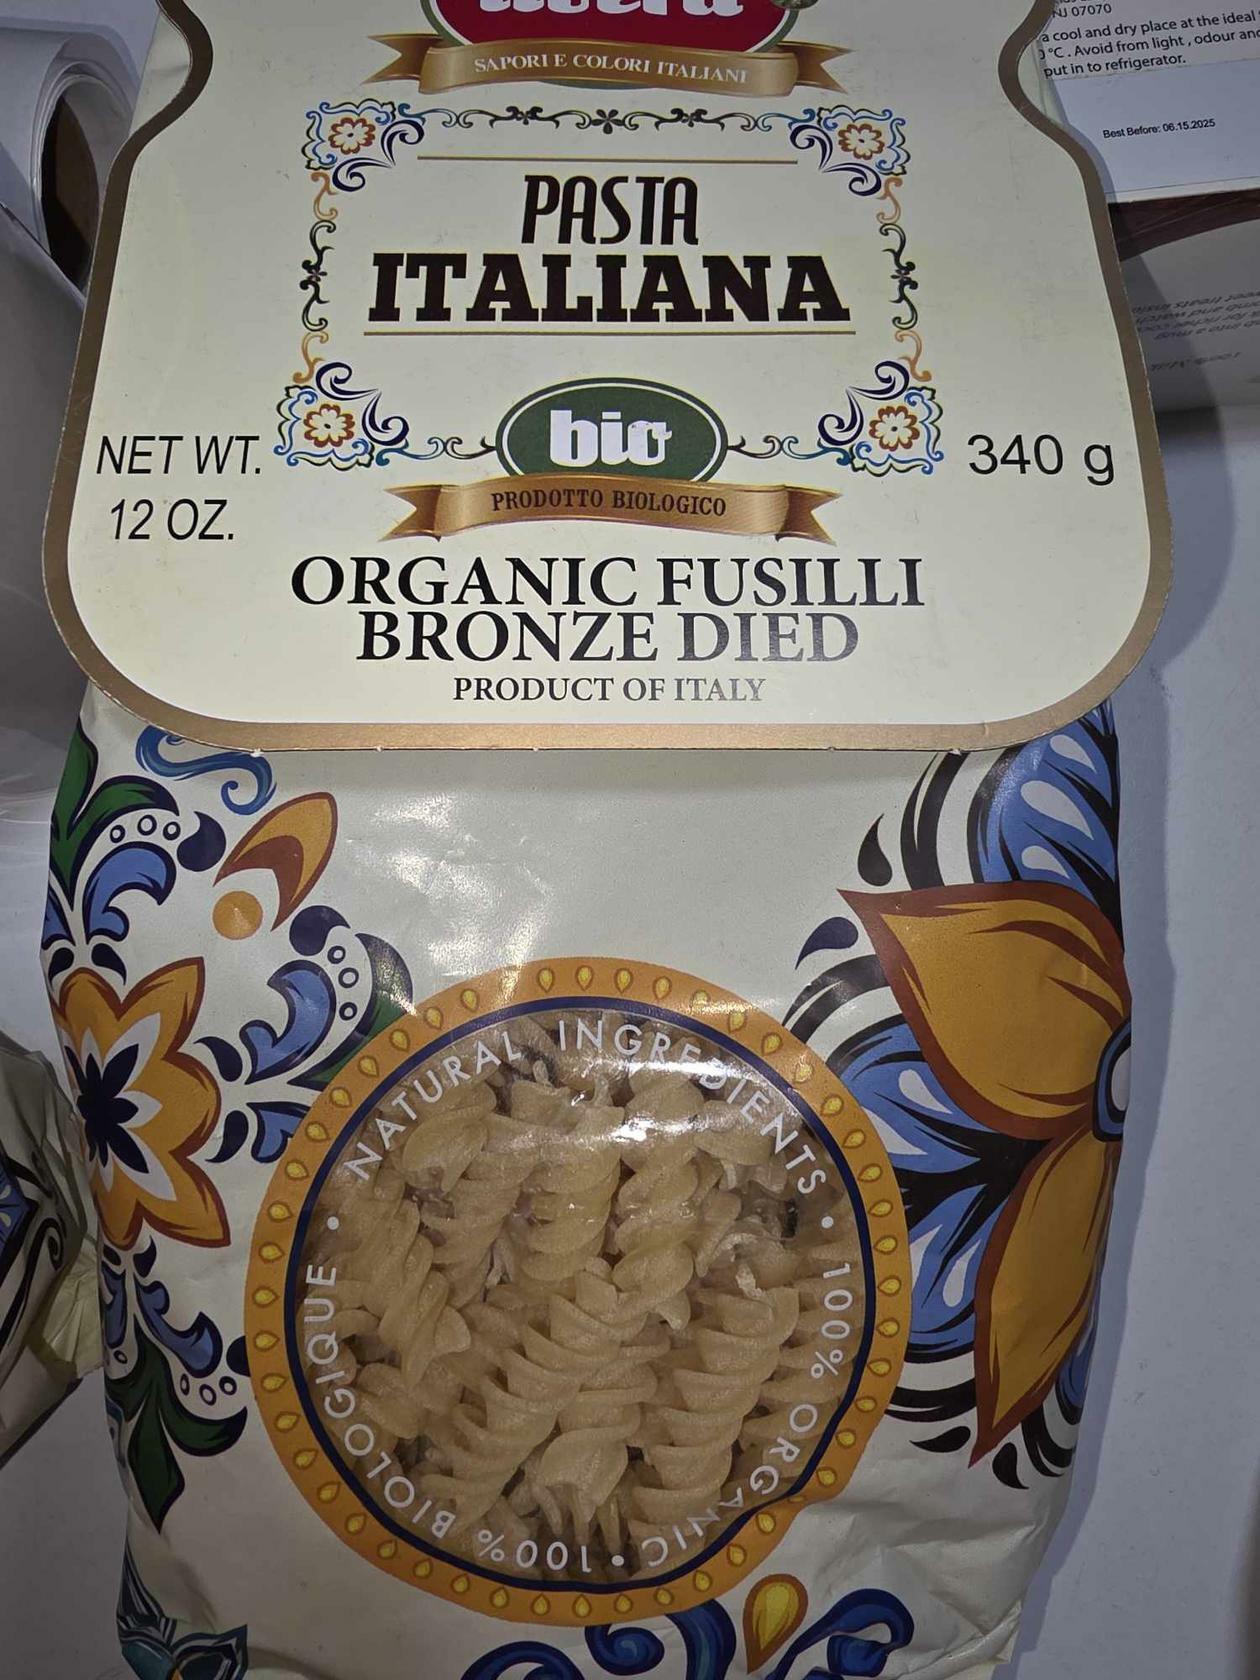 SAPORI E COLORI ITALIANI
PASTA
ITALIANA
bio
PRODOTTO BIOLOGICO
NET WT.
12 OZ.
340 g
ORGANIC FUSILLI
BRONZE DIED
PRODUCT OF ITALY
NATURAL INGREDIENTS • 100% ORGANIC • 100% BIOLOGIQUE •
NJ 07070
a cool and dry place at the ideal
°C. Avoid from light, odour and
put in to refrigerator.
Best Before: 06.15.2025